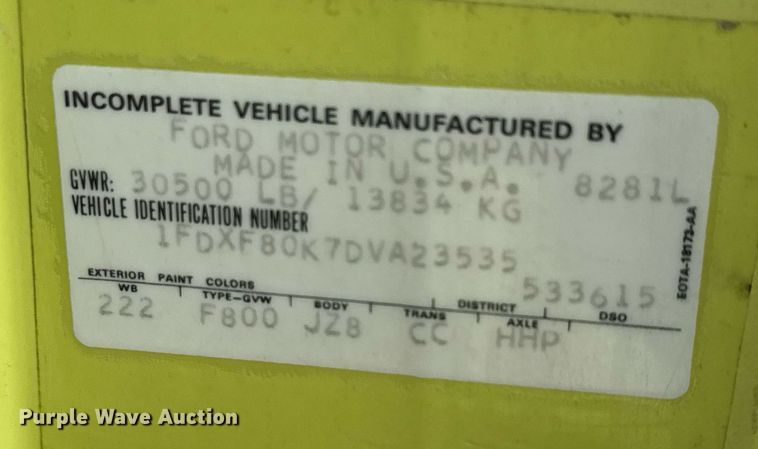 INCOMPLETE VEHICLE MANUFACTURED BY
FORD MOTOR COMPANY
MADE IN U.S.A.
8281L
GVWR: 30500 LB/ 13834 KG
VEHICLE IDENTIFICATION NUMBER
1FDXF80K7DVA23535
533615
EXTERIOR PAINT COLORS
DSO
WB TYPE-GVW BODY TRANS AXLE DISTRICT
222 F800 JZ8 CC HHP
EOTA-18173-AA
Purple Wave Auction